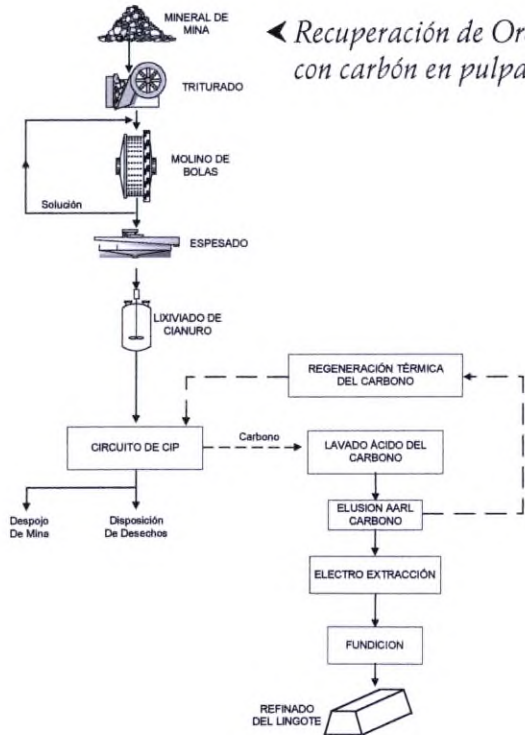 MINERAL DE
MINA
Recuperación de Oro
con carbón en pulpa
TRITURADO
MOLINO DE
BOLAS
Solución
ESPESADO
LIXIVIADO DE
CIANURO
REGENERACIÓN TÉRMICA
DEL CARBONO
CIRCUITO DE CIP
Carbono
LAVADO ÁCIDO DEL
CARBONO
Despojo
De Mina
Disposición
De Desechos
ELUSION AARL
CARBONO
ELECTRO EXTRACCIÓN
FUNDICION
REFINADO
DEL LINGOTE